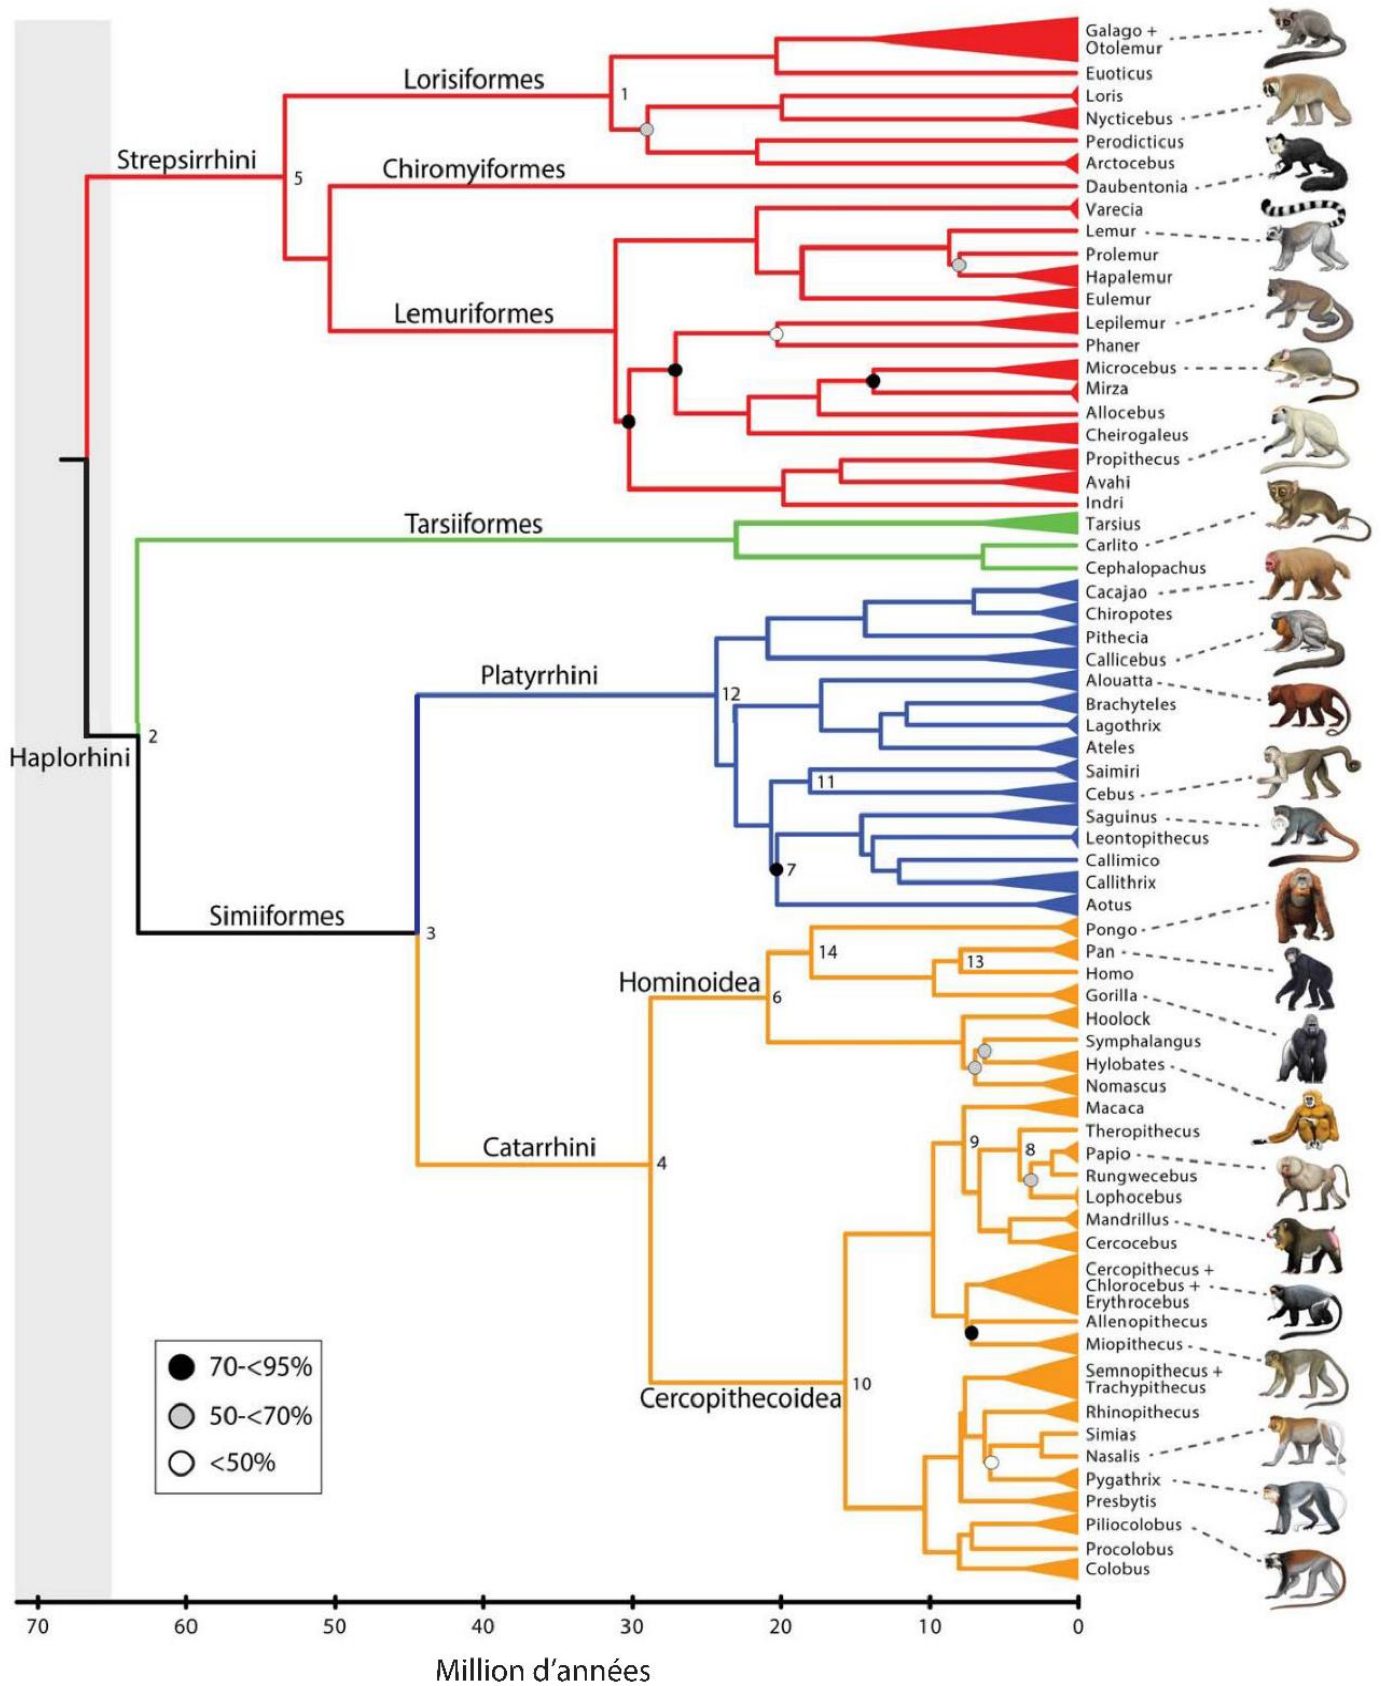 Galago +
Otolemur
Lorisiformes
Euoticus
1
Loris
Nycticebus
Perodicticus
Strepsirrhini
Arctocebus
5
Chiromyiformes
Daubentonia
Varecia
Lemur
Prolemur
Hapalemur
Eulemur
Lemuriformes
Lepilemur
Phaner
Microcebus
Mirza
Allocebus
Cheirogaleus
Propithecus
Avahi
Indri
Tarsiiformes
Tarsius
Carlito
Cephalopachus
Cacajao
Chiropotes
Pithecia
Callicebus
Platyrrhini
Alouatta
12
Brachyteles
Lagothrix
2
Ateles
Haplorhini
Saimiri
11
Cebus
Saguinus
Leontopithecus
Callimico
7
Callithrix
Aotus
Simiiformes
3
Pongo
14
Pan
13
Homo
Hominoidea
6
Gorilla
Hoolock
Symphalangus
Hylobates
Nomascus
Macaca
Theropithecus
Catarrhini
9
8
Papio
4
Rungwecebus
Lophocebus
Mandrillus
Cercocebus
Cercopithecus +
Chlorocebus +
Erythrocebus
Allenopithecus
Miopithecus
Semnopithecus +
Trachypithecus
10
Cercopithecoidea
Rhinopithecus
Simias
Nasalis
Pygathrix
Presbytis
Piliocolobus
Procolobus
Colobus
70-<95%
50-<70%
<50%
70 60 50 40 30 20 10 0
Million d'années